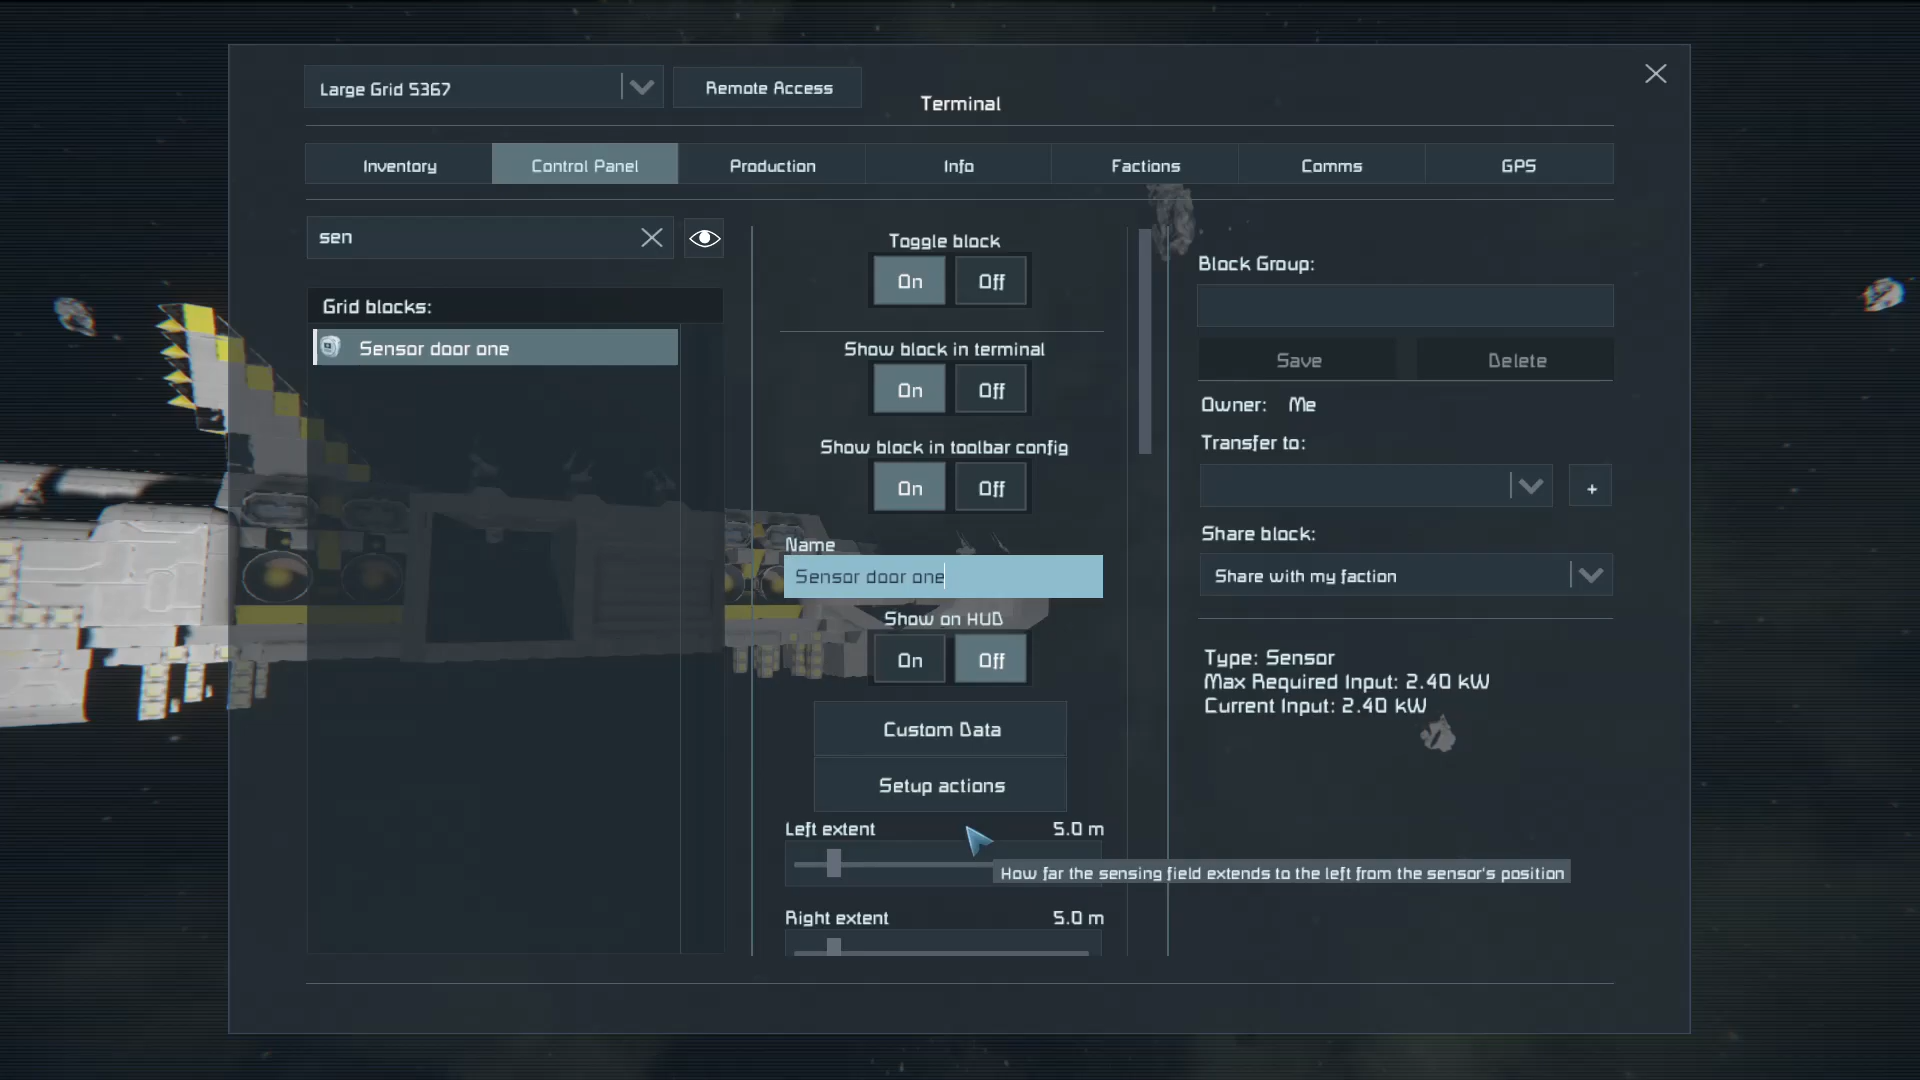 Large Grid 5367
Remote Access
Terminal
Inventory
Control Panel
Production
Info
Factions
Comms
GPS
sen
Grid blocks:
Sensor door one
Toggle block
On
Off
Show block in terminal
On
Off
Show block in toolbar config
On
Off
Name
Sensor door one
Show on HUD
On
Off
Custom Data
Setup actions
Left extent
5.0 m
How far the sensing field extends to the left from the sensor's position
Right extent
5.0 m
Block Group:
Save
Delete
Owner: Me
Transfer to:
+
Share block:
Share with my faction
Type: Sensor
Max Required Input: 2.40 kW
Current Input: 2.40 kW